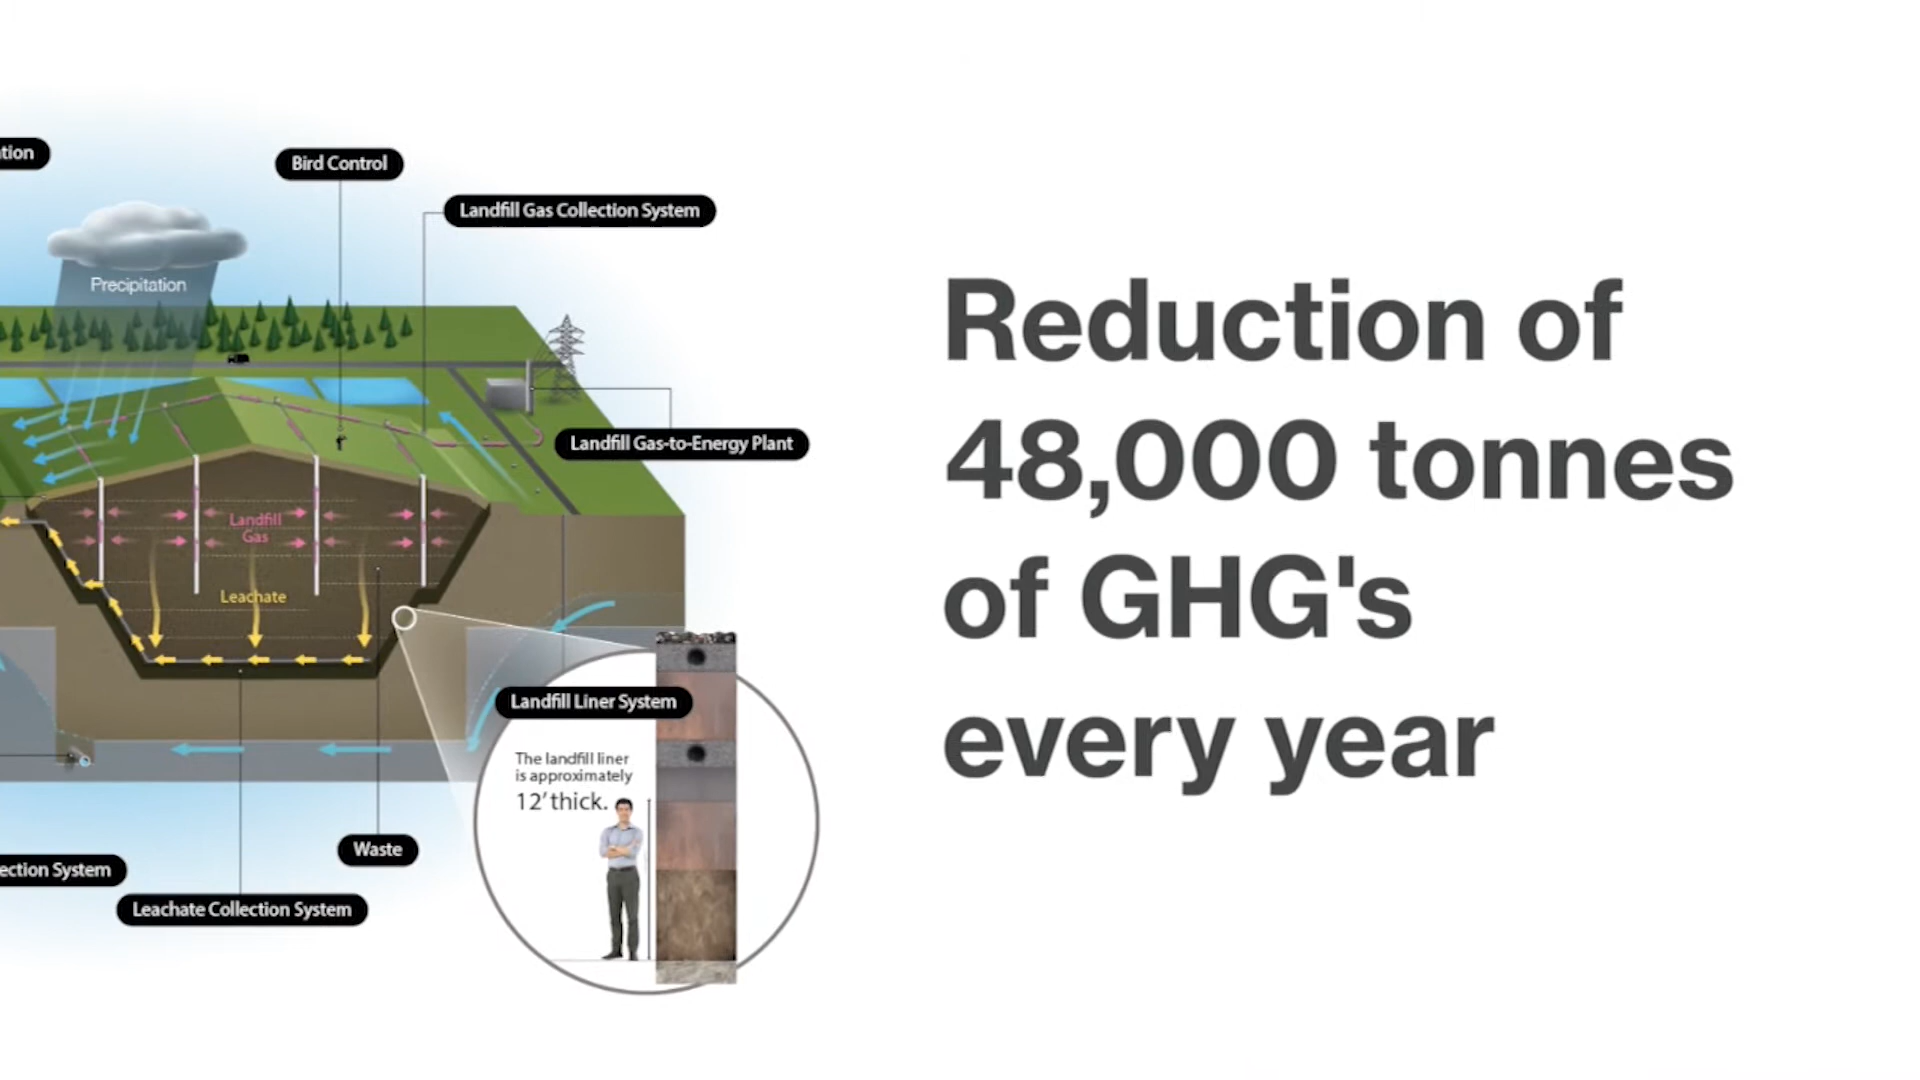 tion
Bird Control
Landfill Gas Collection System
Precipitation
Landfill Gas-to-Energy Plant
Landfill
Gas
Leachate
Landfill Liner System
The landfill liner
is approximately
12' thick.
Waste
ection System
Leachate Collection System
Reduction of
48,000 tonnes
of GHG's
every year